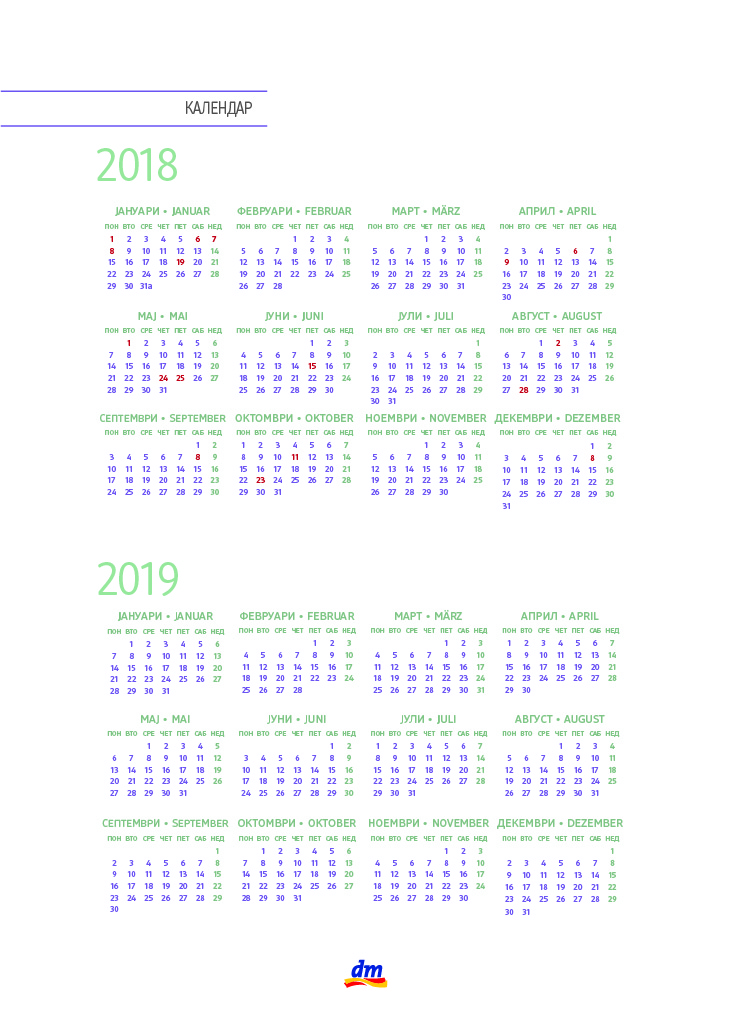 КАЛЕНДАР
2018
ЈАНУАРИ • JANUAR ФЕВРУАРИ • FEBRUAR МАРТ • MÄRZ АПРИЛ • APRIL
ПОН ВТО СРЕ ЧЕТ ПЕТ САБ НЕД ПОН ВТО СРЕ ЧЕТ ПЕТ САБ НЕД ПОН ВТО СРЕ ЧЕТ ПЕТ САБ НЕД ПОН ВТО СРЕ ЧЕТ ПЕТ САБ НЕД
1 2 3 4 5 6 7 1 2 3 4 1 2 3 4 1
8 9 10 11 12 13 14 5 6 7 8 9 10 11 5 6 7 8 9 10 11 2 3 4 5 6 7 8
15 16 17 18 19 20 21 12 13 14 15 16 17 18 12 13 14 15 16 17 18 9 10 11 12 13 14 15
22 23 24 25 26 27 28 19 20 21 22 23 24 25 19 20 21 22 23 24 25 16 17 18 19 20 21 22
29 30 31a 26 27 28 26 27 28 29 30 31 23 24 25 26 27 28 29
30
МАЈ • MAI ЈУНИ • JUNI ЈУЛИ • JULI АВГУСТ • AUGUST
ПОН ВТО СРЕ ЧЕТ ПЕТ САБ НЕД ПОН ВТО СРЕ ЧЕТ ПЕТ САБ НЕД ПОН ВТО СРЕ ЧЕТ ПЕТ САБ НЕД ПОН ВТО СРЕ ЧЕТ ПЕТ САБ НЕД
1 2 3 4 5 6 1 2 3 1 1 2 3 4 5
7 8 9 10 11 12 13 4 5 6 7 8 9 10 2 3 4 5 6 7 8 6 7 8 9 10 11 12
14 15 16 17 18 19 20 11 12 13 14 15 16 17 9 10 11 12 13 14 15 13 14 15 16 17 18 19
21 22 23 24 25 26 27 18 19 20 21 22 23 24 16 17 18 19 20 21 22 20 21 22 23 24 25 26
28 29 30 31 25 26 27 28 29 30 23 24 25 26 27 28 29 27 28 29 30 31
30 31
СЕПТЕМВРИ • SEPTEMBER ОКТОМВРИ • OKTOBER НОЕМВРИ • NOVEMBER ДЕКЕМВРИ • DEZEMBER
ПОН ВТО СРЕ ЧЕТ ПЕТ САБ НЕД ПОН ВТО СРЕ ЧЕТ ПЕТ САБ НЕД ПОН ВТО СРЕ ЧЕТ ПЕТ САБ НЕД ПОН ВТО СРЕ ЧЕТ ПЕТ САБ НЕД
1 2 1 2 3 4 5 6 7 1 2 3 4 1 2
3 4 5 6 7 8 9 8 9 10 11 12 13 14 5 6 7 8 9 10 11 3 4 5 6 7 8 9
10 11 12 13 14 15 16 15 16 17 18 19 20 21 12 13 14 15 16 17 18 10 11 12 13 14 15 16
17 18 19 20 21 22 23 22 23 24 25 26 27 28 19 20 21 22 23 24 25 17 18 19 20 21 22 23
24 25 26 27 28 29 30 29 30 31 26 27 28 29 30 24 25 26 27 28 29 30
31
2019
ЈАНУАРИ • JANUAR ФЕВРУАРИ • FEBRUAR МАРТ • MÄRZ АПРИЛ • APRIL
ПОН ВТО СРЕ ЧЕТ ПЕТ САБ НЕД ПОН ВТО СРЕ ЧЕТ ПЕТ САБ НЕД ПОН ВТО СРЕ ЧЕТ ПЕТ САБ НЕД ПОН ВТО СРЕ ЧЕТ ПЕТ САБ НЕД
1 2 3 4 5 6 1 2 3 1 2 3 1 2 3 4 5 6 7
7 8 9 10 11 12 13 4 5 6 7 8 9 10 4 5 6 7 8 9 10 8 9 10 11 12 13 14
14 15 16 17 18 19 20 11 12 13 14 15 16 17 11 12 13 14 15 16 17 15 16 17 18 19 20 21
21 22 23 24 25 26 27 18 19 20 21 22 23 24 18 19 20 21 22 23 24 22 23 24 25 26 27 28
28 29 30 31 25 26 27 28 25 26 27 28 29 30 31 29 30
МАЈ • MAI ЈУНИ • JUNI ЈУЛИ • JULI АВГУСТ • AUGUST
ПОН ВТО СРЕ ЧЕТ ПЕТ САБ НЕД ПОН ВТО СРЕ ЧЕТ ПЕТ САБ НЕД ПОН ВТО СРЕ ЧЕТ ПЕТ САБ НЕД ПОН ВТО СРЕ ЧЕТ ПЕТ САБ НЕД
1 2 3 4 5 1 2 1 2 3 4 5 6 7 1 2 3 4
6 7 8 9 10 11 12 3 4 5 6 7 8 9 8 9 10 11 12 13 14 5 6 7 8 9 10 11
13 14 15 16 17 18 19 10 11 12 13 14 15 16 15 16 17 18 19 20 21 12 13 14 15 16 17 18
20 21 22 23 24 25 26 17 18 19 20 21 22 23 22 23 24 25 26 27 28 19 20 21 22 23 24 25
27 28 29 30 31 24 25 26 27 28 29 30 29 30 31 26 27 28 29 30 31
СЕПТЕМВРИ • SEPTEMBER ОКТОМВРИ • OKTOBER НОЕМВРИ • NOVEMBER ДЕКЕМВРИ • DEZEMBER
ПОН ВТО СРЕ ЧЕТ ПЕТ САБ НЕД ПОН ВТО СРЕ ЧЕТ ПЕТ САБ НЕД ПОН ВТО СРЕ ЧЕТ ПЕТ САБ НЕД ПОН ВТО СРЕ ЧЕТ ПЕТ САБ НЕД
1 1 2 3 4 5 6 1 2 3 1
2 3 4 5 6 7 8 7 8 9 10 11 12 13 4 5 6 7 8 9 10 2 3 4 5 6 7 8
9 10 11 12 13 14 15 14 15 16 17 18 19 20 11 12 13 14 15 16 17 9 10 11 12 13 14 15
16 17 18 19 20 21 22 21 22 23 24 25 26 27 18 19 20 21 22 23 24 16 17 18 19 20 21 22
23 24 25 26 27 28 29 28 29 30 31 25 26 27 28 29 30 23 24 25 26 27 28 29
30 30 31
dm